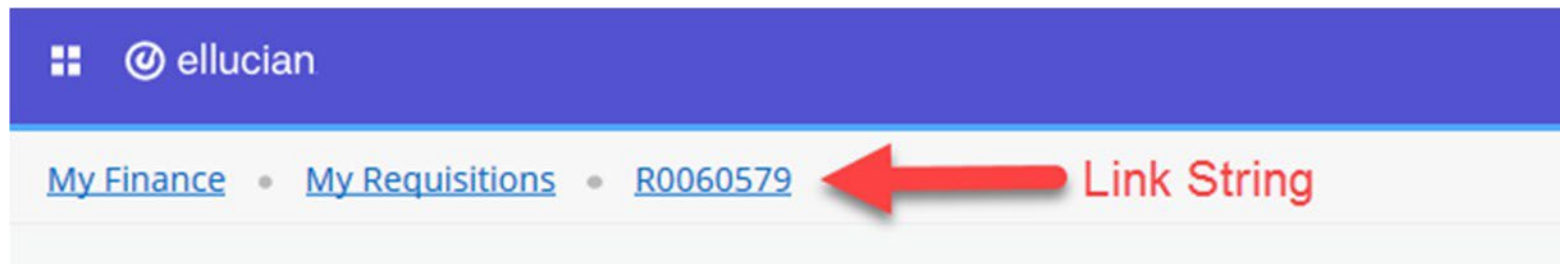 ellucian
My Finance • My Requisitions • R0060579 Link String